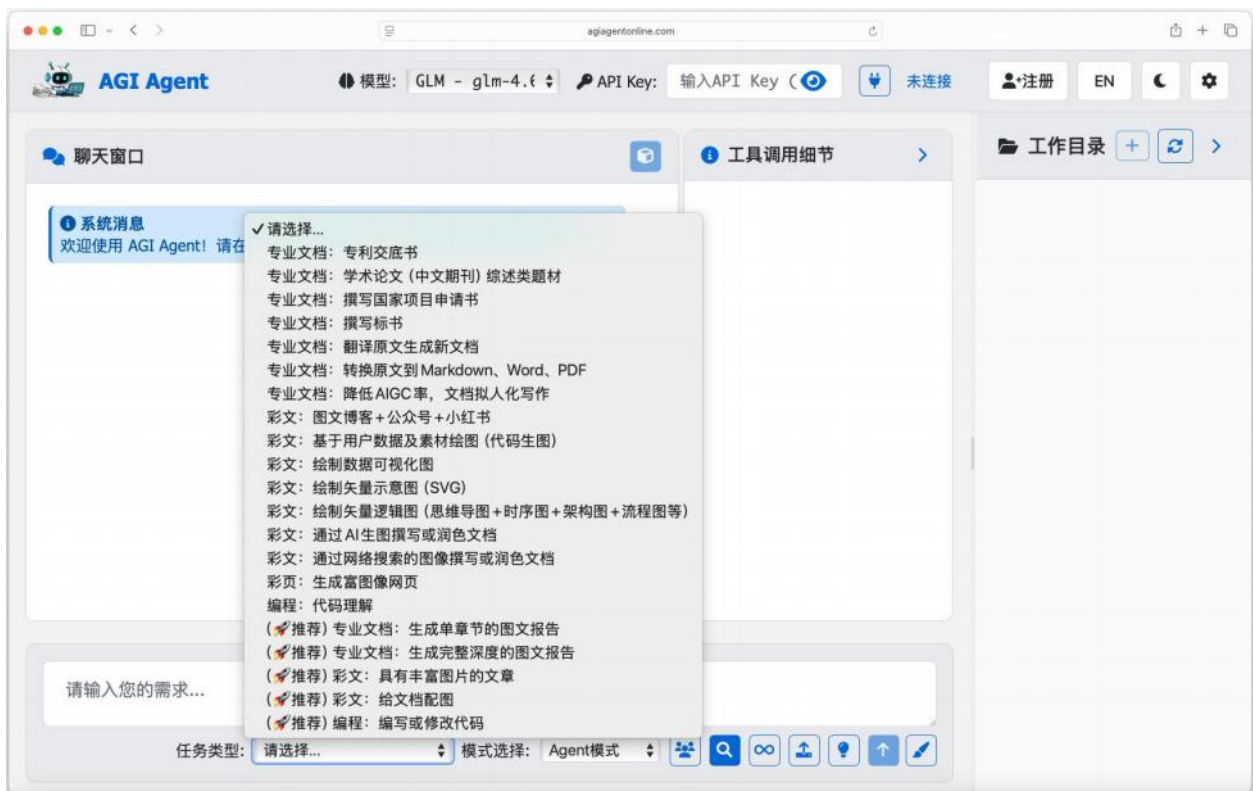 agiagentonline.com
AGI Agent
模型:
GLM - glm-4.6
API Key:
输入API Key (
未连接
注册
EN
聊天窗口
工具调用细节
工作目录
系统消息
欢迎使用 AGI Agent! 请在
✓请选择...
专业文档：专利交底书
专业文档：学术论文 (中文期刊) 综述类题材
专业文档：撰写国家项目申请书
专业文档：撰写标书
专业文档：翻译原文生成新文档
专业文档：转换原文到 Markdown、Word、PDF
专业文档：降低AIGC率，文档拟人化写作
彩文：图文博客+公众号+小红书
彩文：基于用户数据及素材绘图 (代码生图)
彩文：绘制数据可视化图
彩文：绘制矢量示意图 (SVG)
彩文：绘制矢量逻辑图 (思维导图+时序图+架构图+流程图等)
彩文：通过AI生图撰写或润色文档
彩文：通过网络搜索的图像撰写或润色文档
彩页：生成富图像网页
编程：代码理解
(🚀推荐) 专业文档：生成单章节的图文报告
(🚀推荐) 专业文档：生成完整深度的图文报告
(🚀推荐) 彩文：具有丰富图片的文章
(🚀推荐) 彩文：给文档配图
(🚀推荐) 编程：编写或修改代码
请输入您的需求...
任务类型:
请选择...
模式选择:
Agent模式